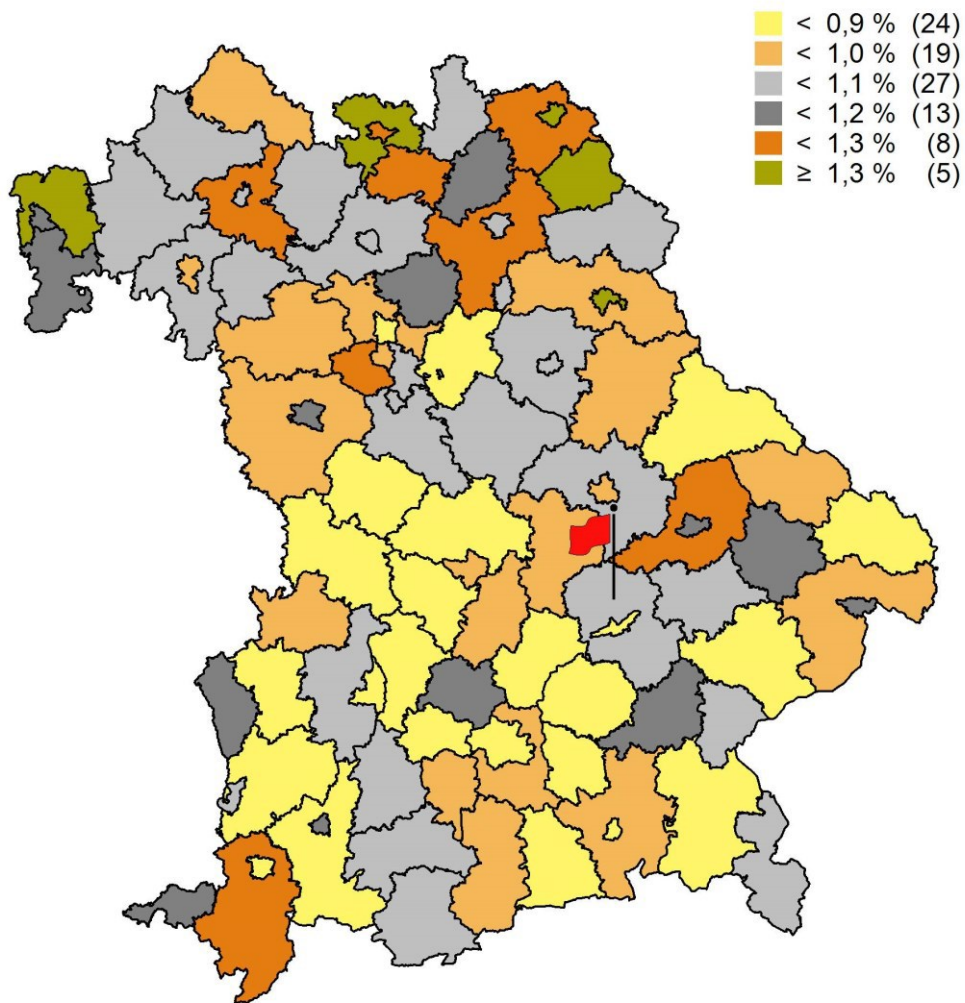 < 0,9 % (24)
< 1,0 % (19)
< 1,1 % (27)
< 1,2 % (13)
< 1,3 % (8)
≥ 1,3 % (5)